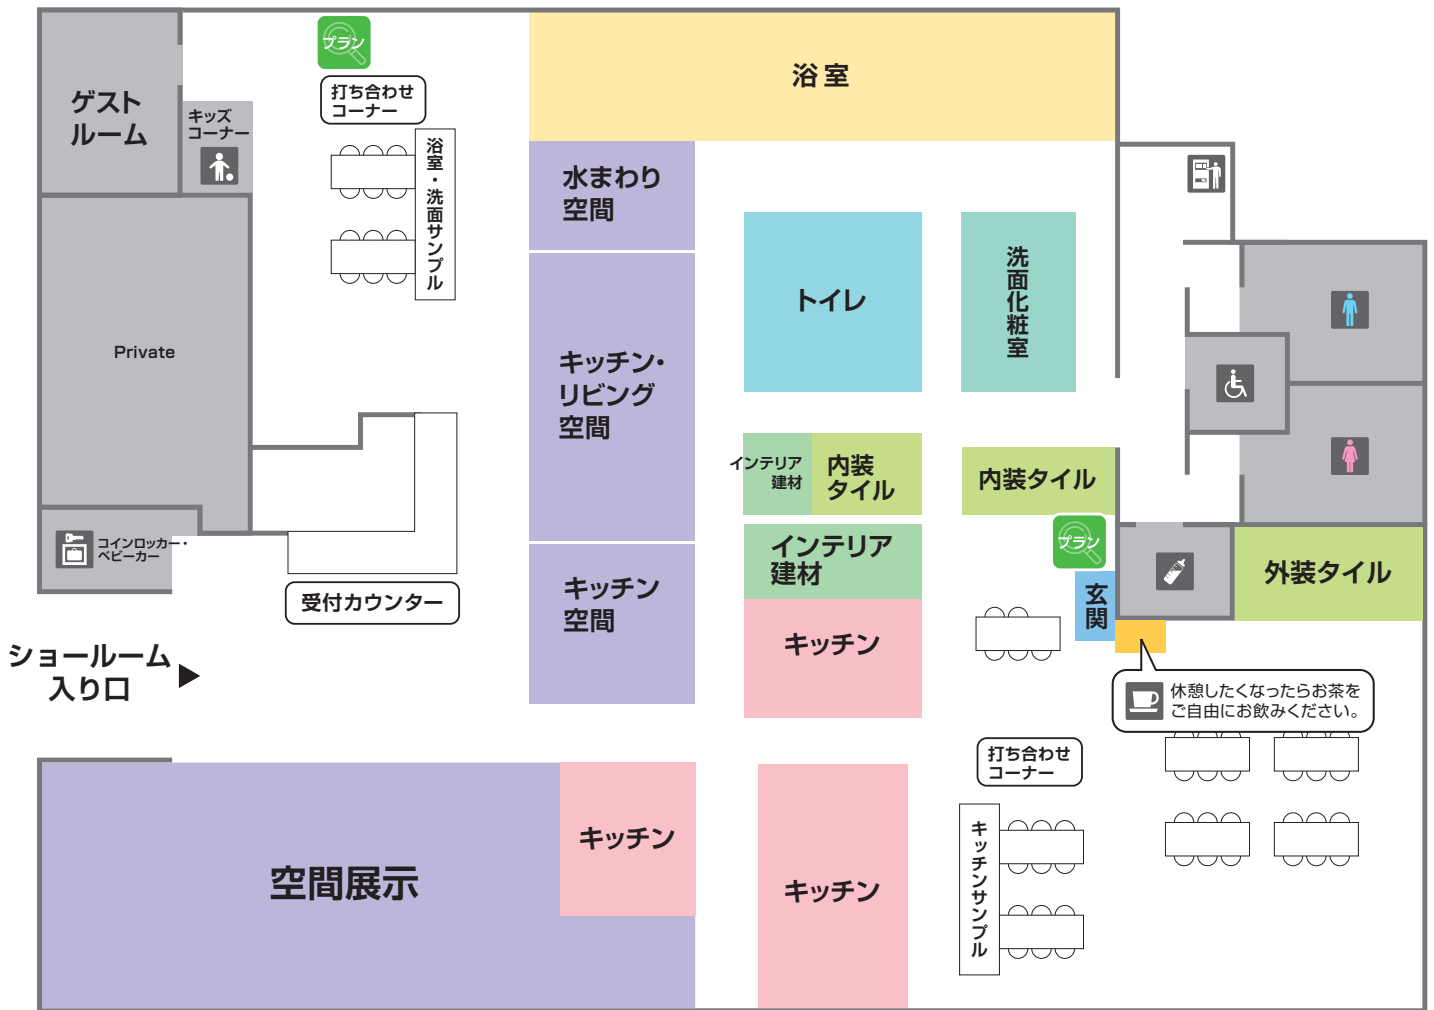 プラン
浴室
ゲスト
ルーム
キッズ
コーナー
打ち合わせ
コーナー
浴室・洗面サンプル
水まわり
空間
トイレ
洗面化粧室
Private
キッチン・
リビング
空間
インテリア
建材
内装
タイル
内装タイル
コインロッカー・
ベビーカー
プラン
インテリア
建材
外装タイル
受付カウンター
キッチン
空間
玄関
キッチン
ショールーム
入り口
休憩したくなったらお茶を
ご自由にお飲みください。
打ち合わせ
コーナー
キッチン
空間展示
キッチン
キッチンサンプル